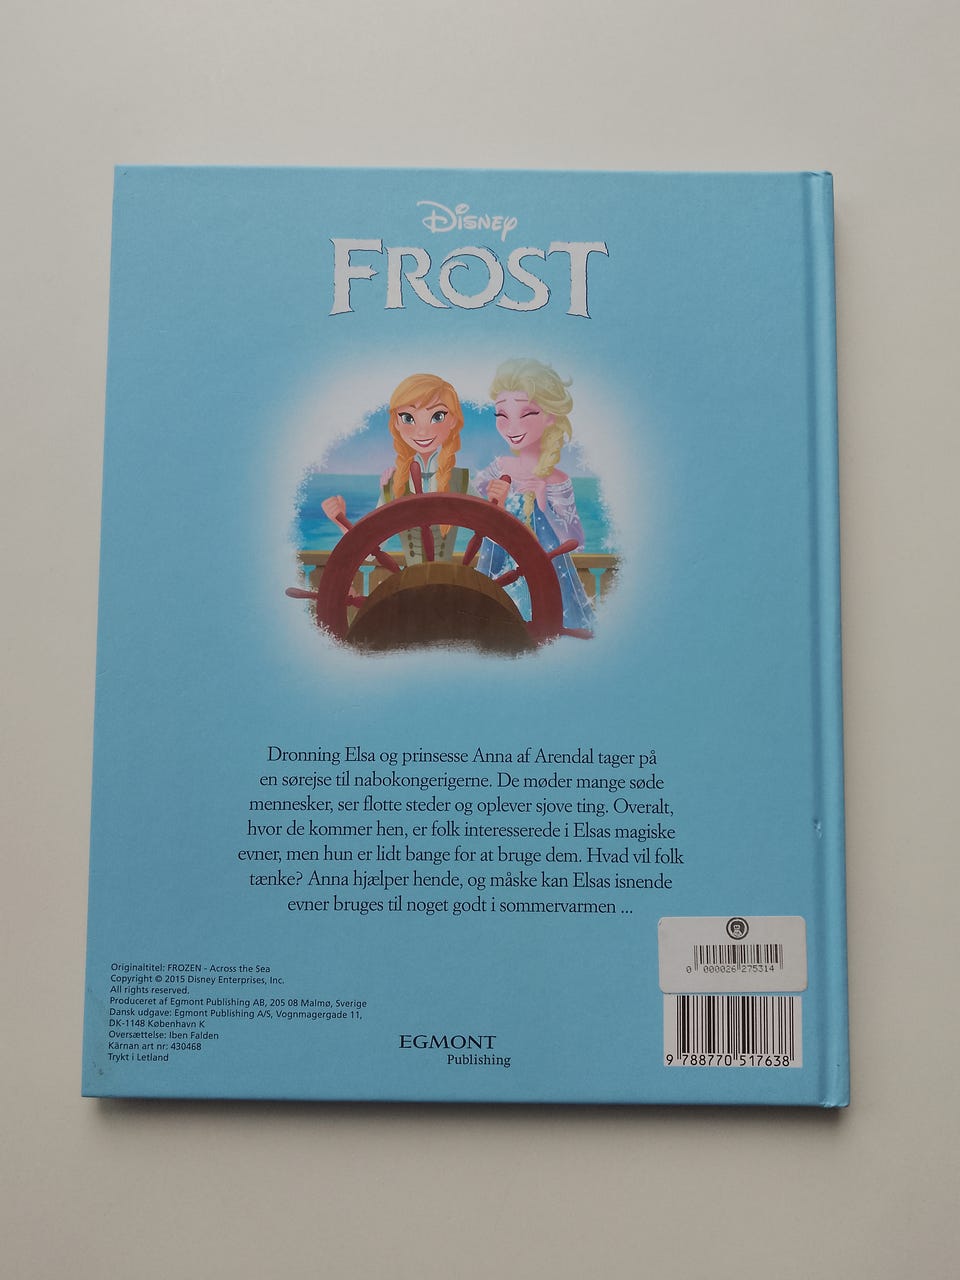 Disney
FROST
Dronning Elsa og prinsesse Anna af Arendal tager på
en sørejse til nabokongerigerne. De møder mange søde
mennesker, ser flotte steder og oplever sjove ting. Overalt,
hvor de kommer hen, er folk interesserede i Elsas magiske
evner, men hun er lidt bange for at bruge dem. Hvad vil folk
tænke? Anna hjælper hende, og måske kan Elsas isnende
evner bruges til noget godt i sommervarmen ...
Originaltitel: FROZEN - Across the Sea
Copyright © 2015 Disney Enterprises, Inc.
All rights reserved.
Produceret af Egmont Publishing AB, 205 08 Malmø, Sverige
Dansk udgave: Egmont Publishing A/S, Vognmagergade 11,
DK-1148 København K
Oversættelse: Iben Falden
Kärnan art nr: 430468
Trykt i Letland
EGMONT
Publishing
0 000026 275314
9 788770 517638